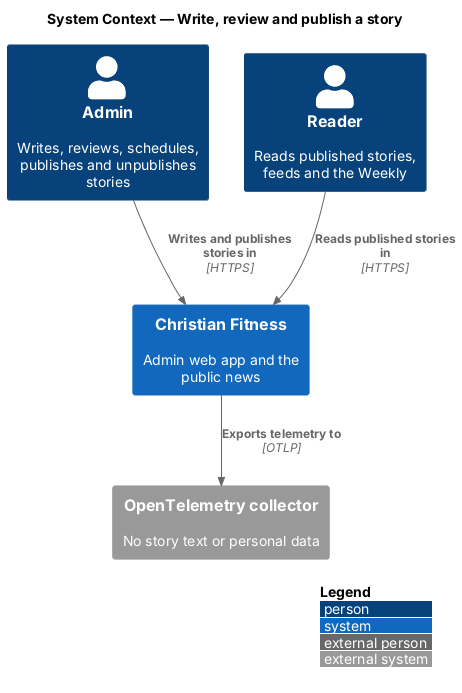 System Context — Write, review and publish a story
Admin
Writes, reviews, schedules,
publishes and unpublishes
stories
Reader
Reads published stories,
feeds and the Weekly
Writes and publishes
stories in
[HTTPS]
Reads published stories
in
[HTTPS]
Christian Fitness
Admin web app and the
public news
Exports telemetry to
[OTLP]
OpenTelemetry collector
No story text or personal data
Legend
person
system
external person
external system